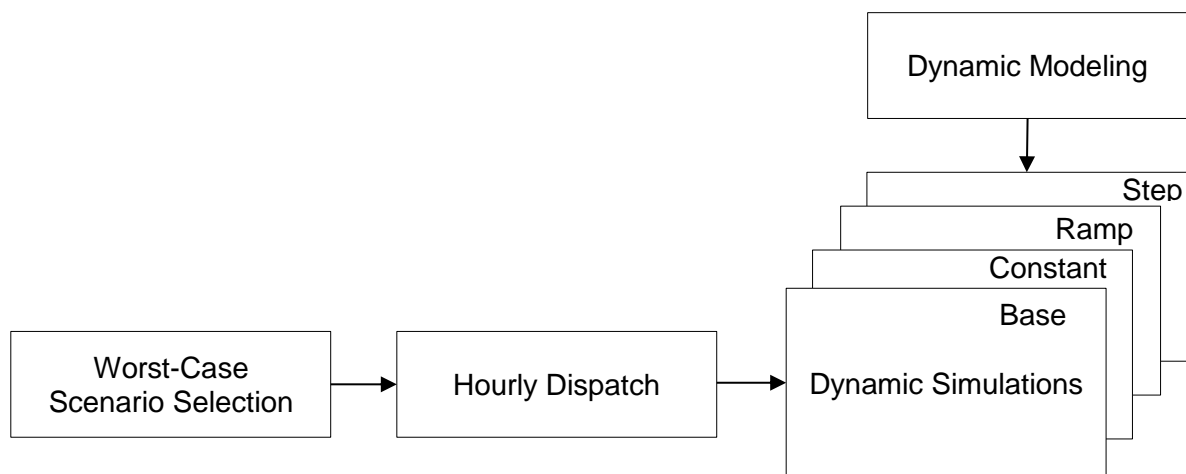 Dynamic Modeling
Step
Ramp
Constant
Base
Worst-Case
Scenario Selection
Hourly Dispatch
Dynamic Simulations